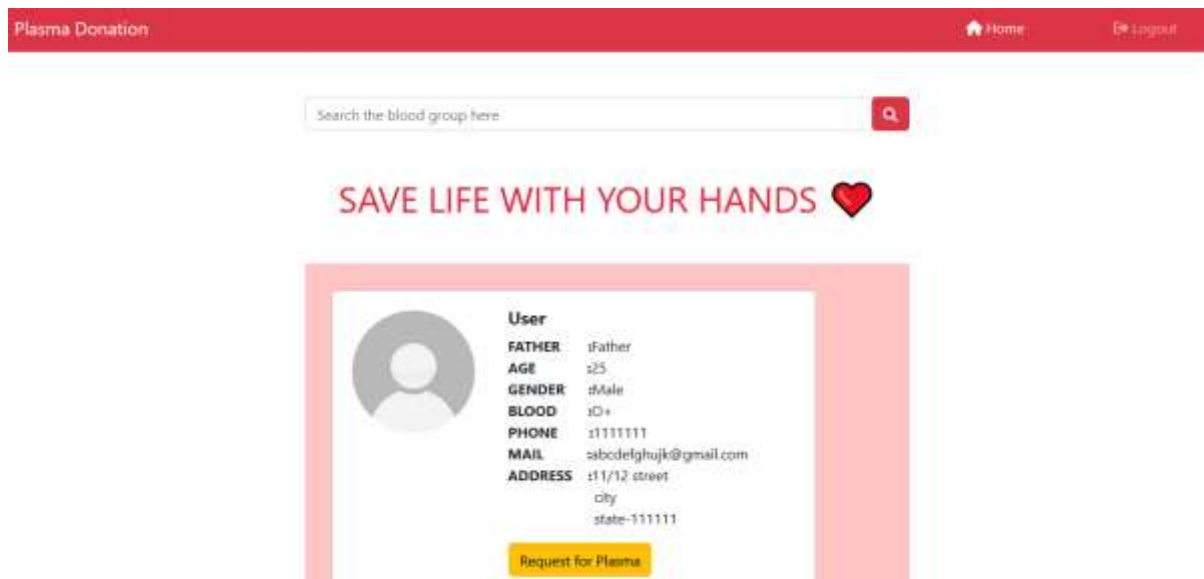 Plasma Donation Home Logout
Search the blood group here
SAVE LIFE WITH YOUR HANDS
User
FATHER :Father
AGE :25
GENDER :Male
BLOOD :O+
PHONE :1111111
MAIL :abcdefghujk@gmail.com
ADDRESS :11/12 street
city
state-111111
Request for Plasma